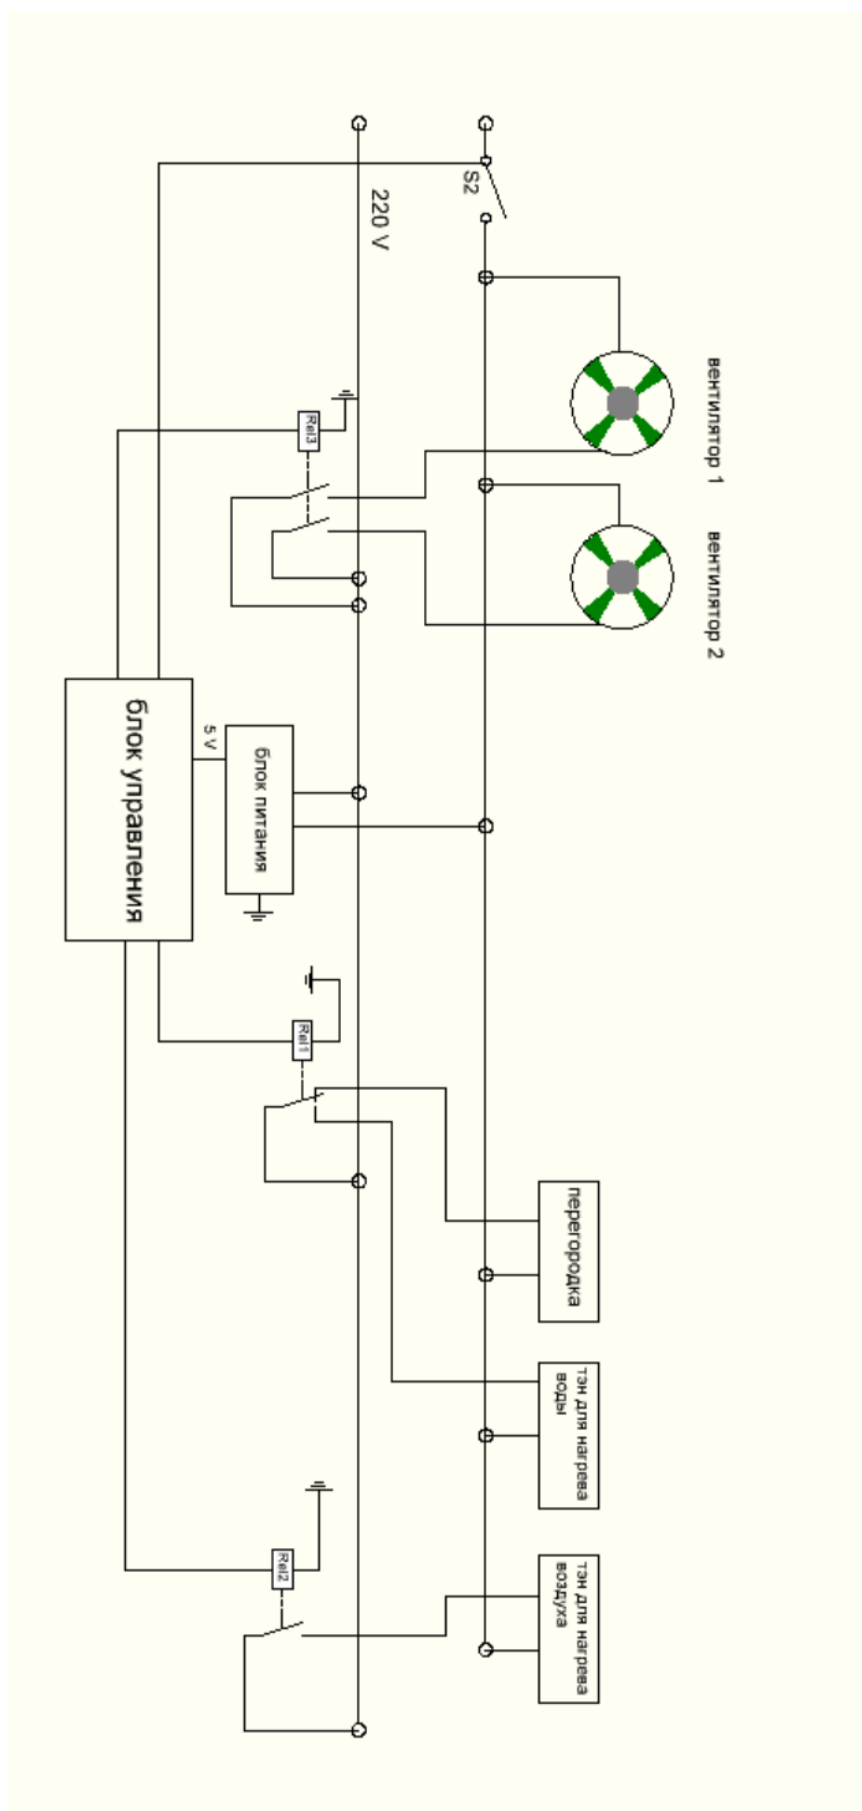 S2
220 V
вентилятор 1
Rel3
вентилятор 2
5 V
блок питания
блок управления
Rel1
перегородка
тэн для нагрева
воды
Rel2
тэн для нагрева
воздуха